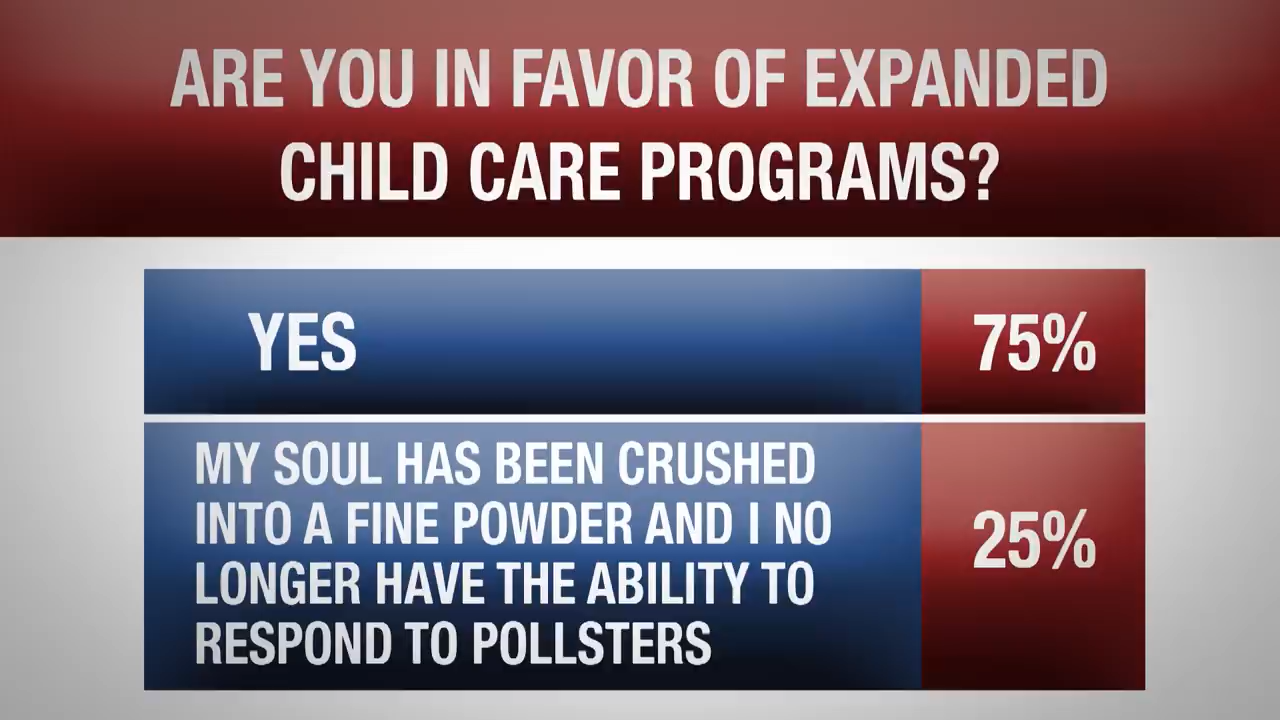 ARE YOU IN FAVOR OF EXPANDED
CHILD CARE PROGRAMS?
YES
75%
MY SOUL HAS BEEN CRUSHED
INTO A FINE POWDER AND I NO
LONGER HAVE THE ABILITY TO
RESPOND TO POLLSTERS
25%